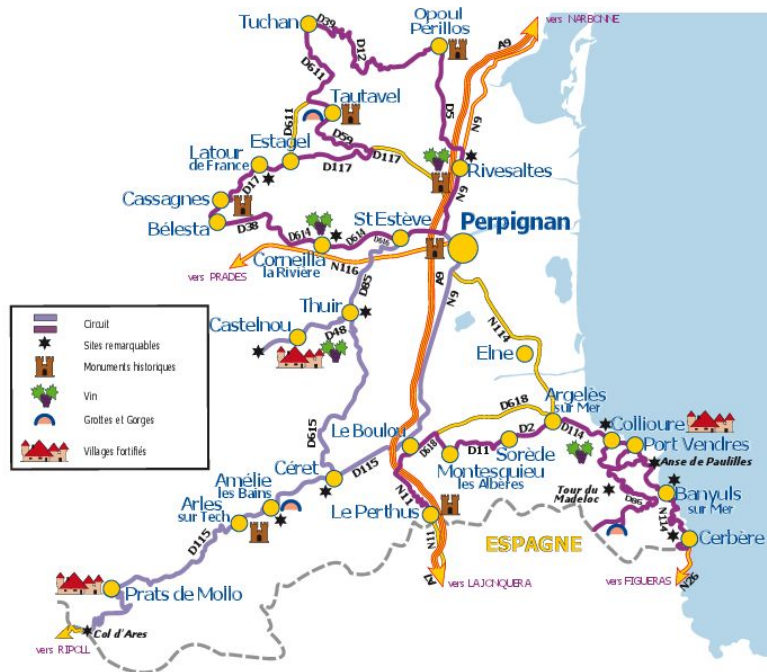 vers NARBONNE
A9
Opoul
Périllos
D39
Tuchan
D12
D611
D5
N9
Tautavel
D611
D59
Estagel
D117
Latour
de France
D117
Rivesaltes
D17
N9
Cassagnes
St Estève
Perpignan
Bélesta
D38
D614
D614
D616
Corneilla
la Rivière
N116
vers PRADES
A9
N9
D85
N114
Thuir
Castelnou
D48
Elne
Circuit
Sites remarquables
Monuments historiques
Vin
Grottes et Gorges
Villages fortifiés
D618
Argelès
sur Mer
Collioure
D615
Le Boulou
D618
D2
D114
Port Vendres
D11
Sorède
Anse de Paulilles
Céret
D115
Montesquieu
les Albères
Amélie
les Bains
Tour du
Madeloc
D86
Banyuls
sur Mer
Arles
sur Tech
N11
Le Perthus
N114
D115
N11
ESPAGNE
Cerbère
A7
vers LAJONQUERA
vers FIGUERAS
N26
Prats de Mollo
Col d'Ares
vers RIPOLL